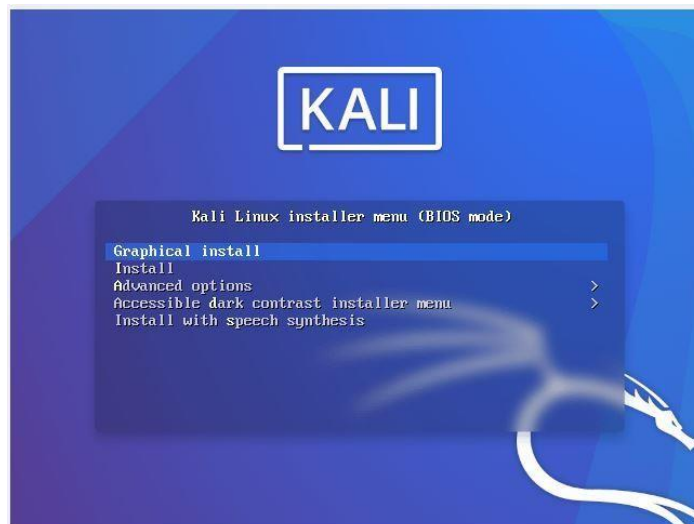 KALI
Kali Linux installer menu (BIOS mode)
Graphical install
Install
Advanced options >
Accessible dark contrast installer menu >
Install with speech synthesis